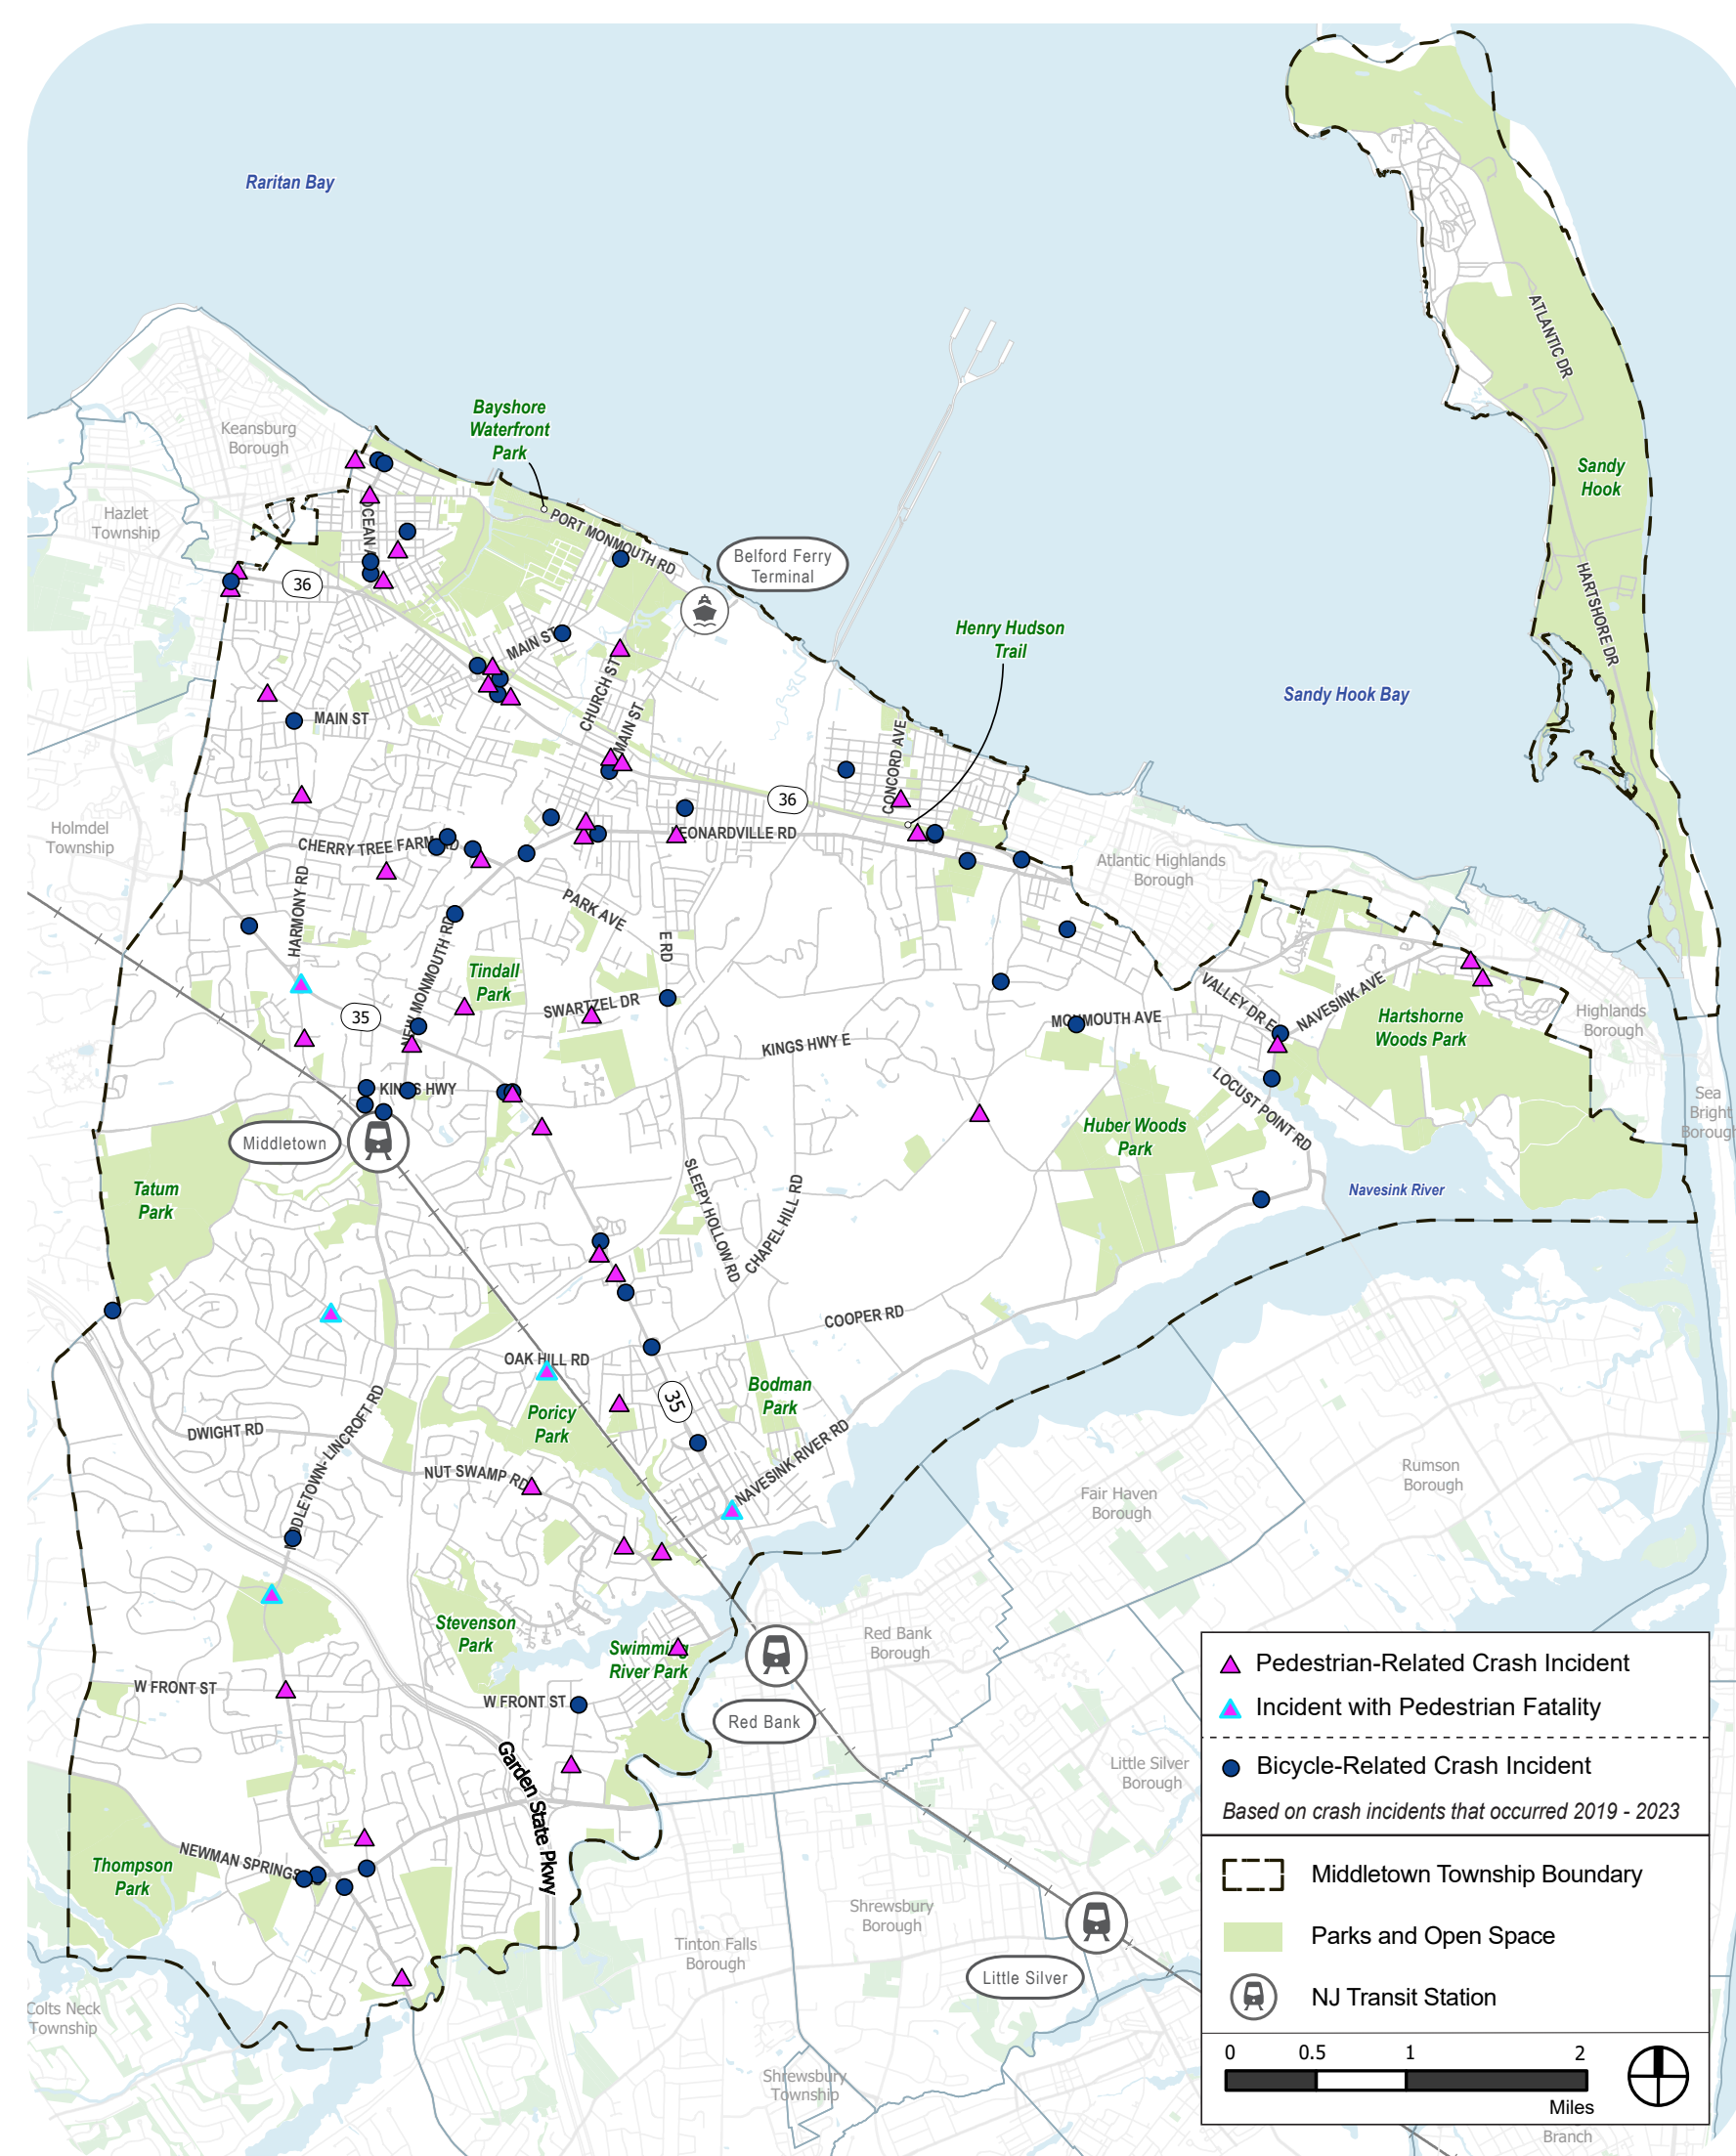 Raritan Bay
ATLANTIC DR
Bayshore
Waterfront
Park
Keansburg
Borough
Sandy
Hook
Hazlet
Township
OCEAN A
PORT MONMOUTH RD
Belford Ferry
Terminal
36
HARTSHORE DR
Henry Hudson
Trail
MAIN ST
CHURCH ST
Sandy Hook Bay
MAIN ST
MAIN ST
CONCORD AVE
36
Holmdel
Township
CHERRY TREE FARM RD
EONARDVILLE RD
Atlantic Highlands
Borough
HARMONY RD
PARK AVE
NEW MONMOUTH RD
E RD
Tindall
Park
SWARTZEL DR
VALLEY DR E
NAVESINK AVE
Hartshorne
Woods Park
Highlands
Borough
35
MONMOUTH AVE
KINGS HWY E
KINGS HWY
LOCUST POINT RD
Sea
Bright
Boroug
Middletown
Huber Woods
Park
Tatum
Park
SLEEPY HOLLOW RD
CHAPEL HILL RD
Navesink River
COOPER RD
OAK HILL RD
Bodman
Park
35
Poricy
Park
DWIGHT RD
DDLETOWN-LINCROFT RD
NUT SWAMP RD
NAVESINK RIVER RD
Rumson
Borough
Fair Haven
Borough
Stevenson
Park
Swimming
River Park
Red Bank
Borough
W FRONT ST
W FRONT ST
Red Bank
Garden State Pkwy
Little Silver
Borough
NEWMAN SPRINGS
Thompson
Park
Shrewsbury
Borough
Tinton Falls
Borough
Little Silver
Colts Neck
Township
Shrewsbury
Township
Branch
Pedestrian-Related Crash Incident
Incident with Pedestrian Fatality
Bicycle-Related Crash Incident
Based on crash incidents that occurred 2019 - 2023
Middletown Township Boundary
Parks and Open Space
NJ Transit Station
0 0.5 1 2
Miles